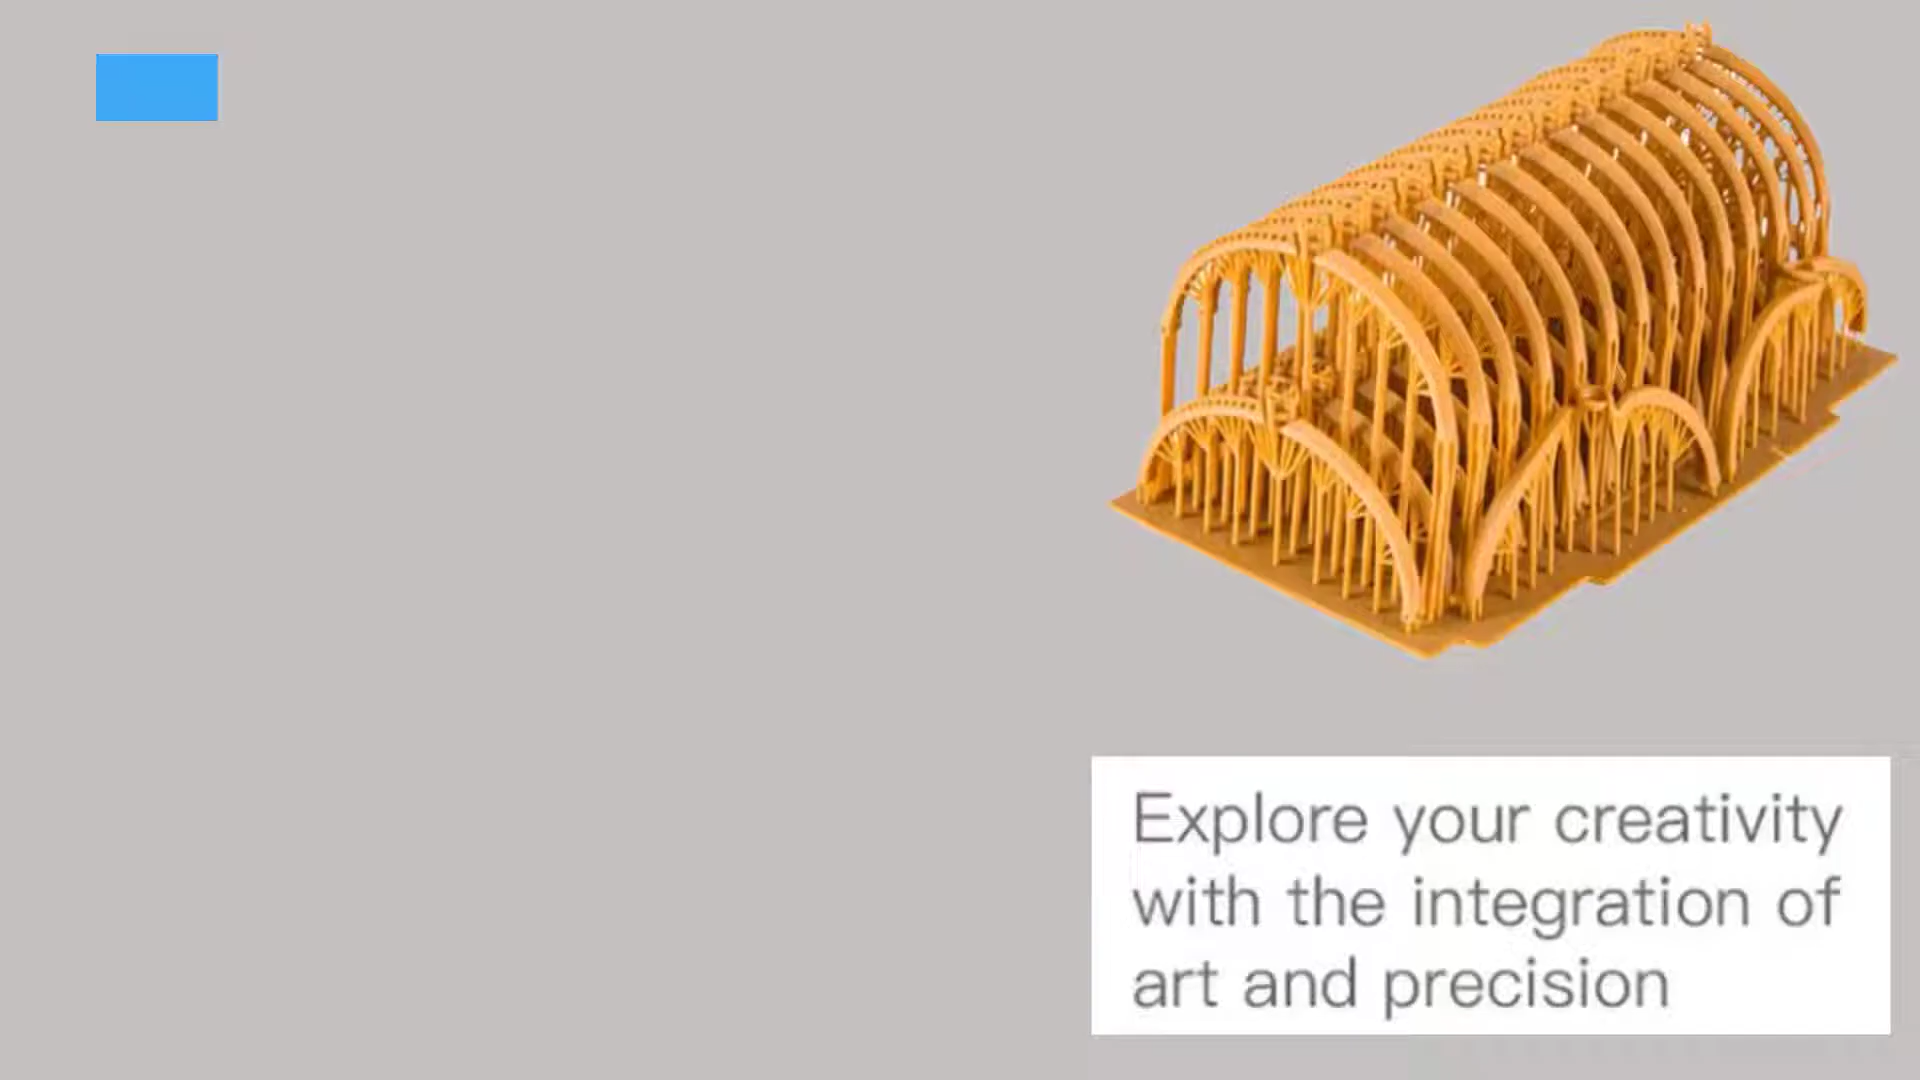 Explore your creativity
with the integration of
art and precision